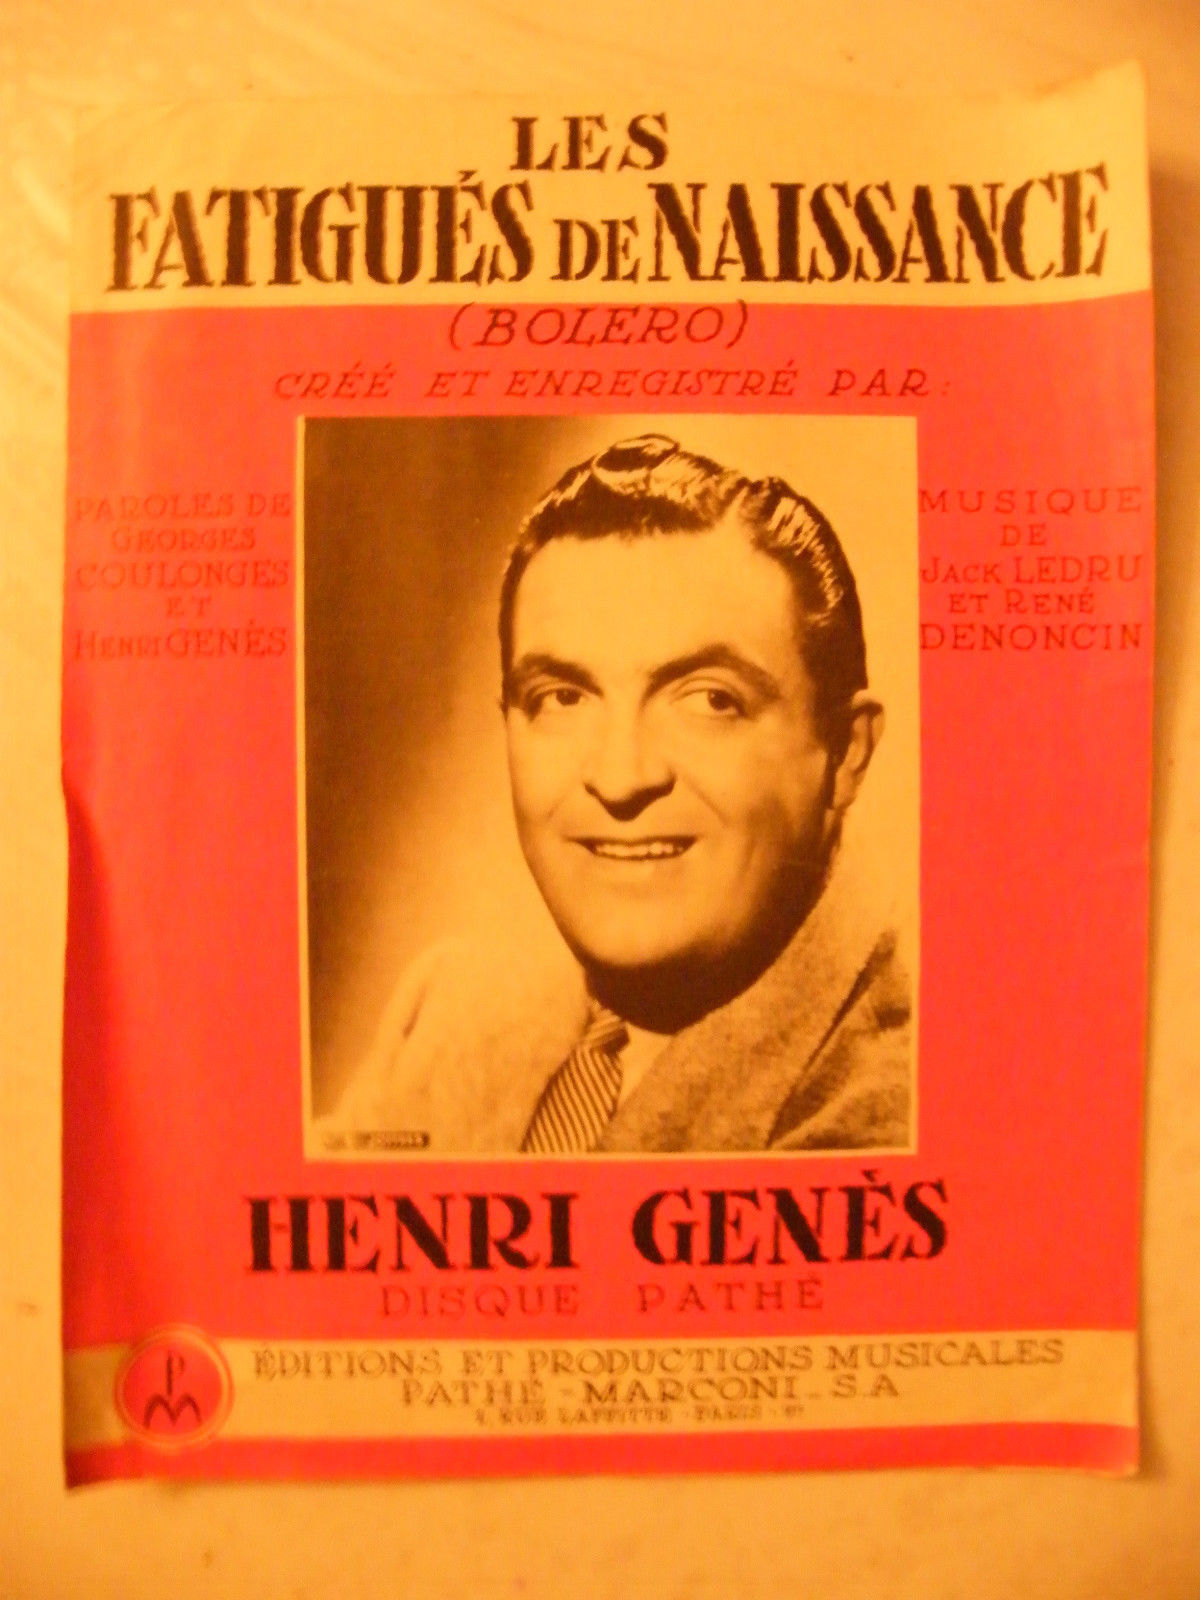 LES
FATIGUÉS DE NAISSANCE
(BOLERO)
CRÉÉ ET ENREGISTRÉ PAR:
PAROLES DE
GEORGES
COULONGES
ET
HENRI GENÈS
MUSIQUE
DE
JACK LEDRU
ET RENÉ
DENONCIN
HENRI GENÈS
DISQUE PATHÉ
PM
ÉDITIONS ET PRODUCTIONS MUSICALES
PATHÉ - MARCONI. S.A
RUE LAFFITTE - PARIS -